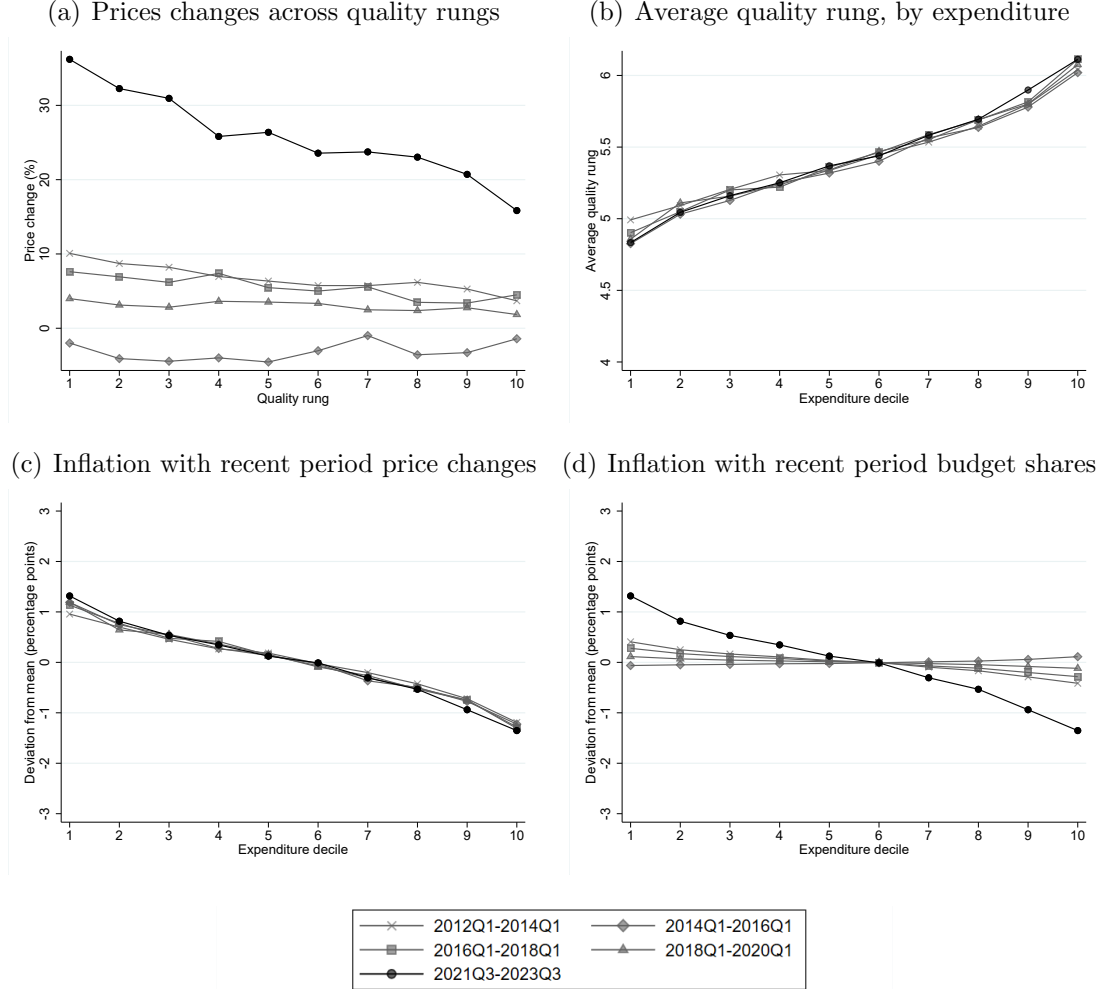 (a) Prices changes across quality rungs
(b) Average quality rung, by expenditure
Price change (%)
30
20
10
0
1 2 3 4 5 6 7 8 9 10
Quality rung
Average quality rung
6
5.5
5
4.5
4
1 2 3 4 5 6 7 8 9 10
Expenditure decile
(c) Inflation with recent period price changes
(d) Inflation with recent period budget shares
Deviation from mean (percentage points)
3
2
1
0
-1
-2
-3
1 2 3 4 5 6 7 8 9 10
Expenditure decile
Deviation from mean (percentage points)
3
2
1
0
-1
-2
-3
1 2 3 4 5 6 7 8 9 10
Expenditure decile
2012Q1-2014Q1 2014Q1-2016Q1
2016Q1-2018Q1 2018Q1-2020Q1
2021Q3-2023Q3